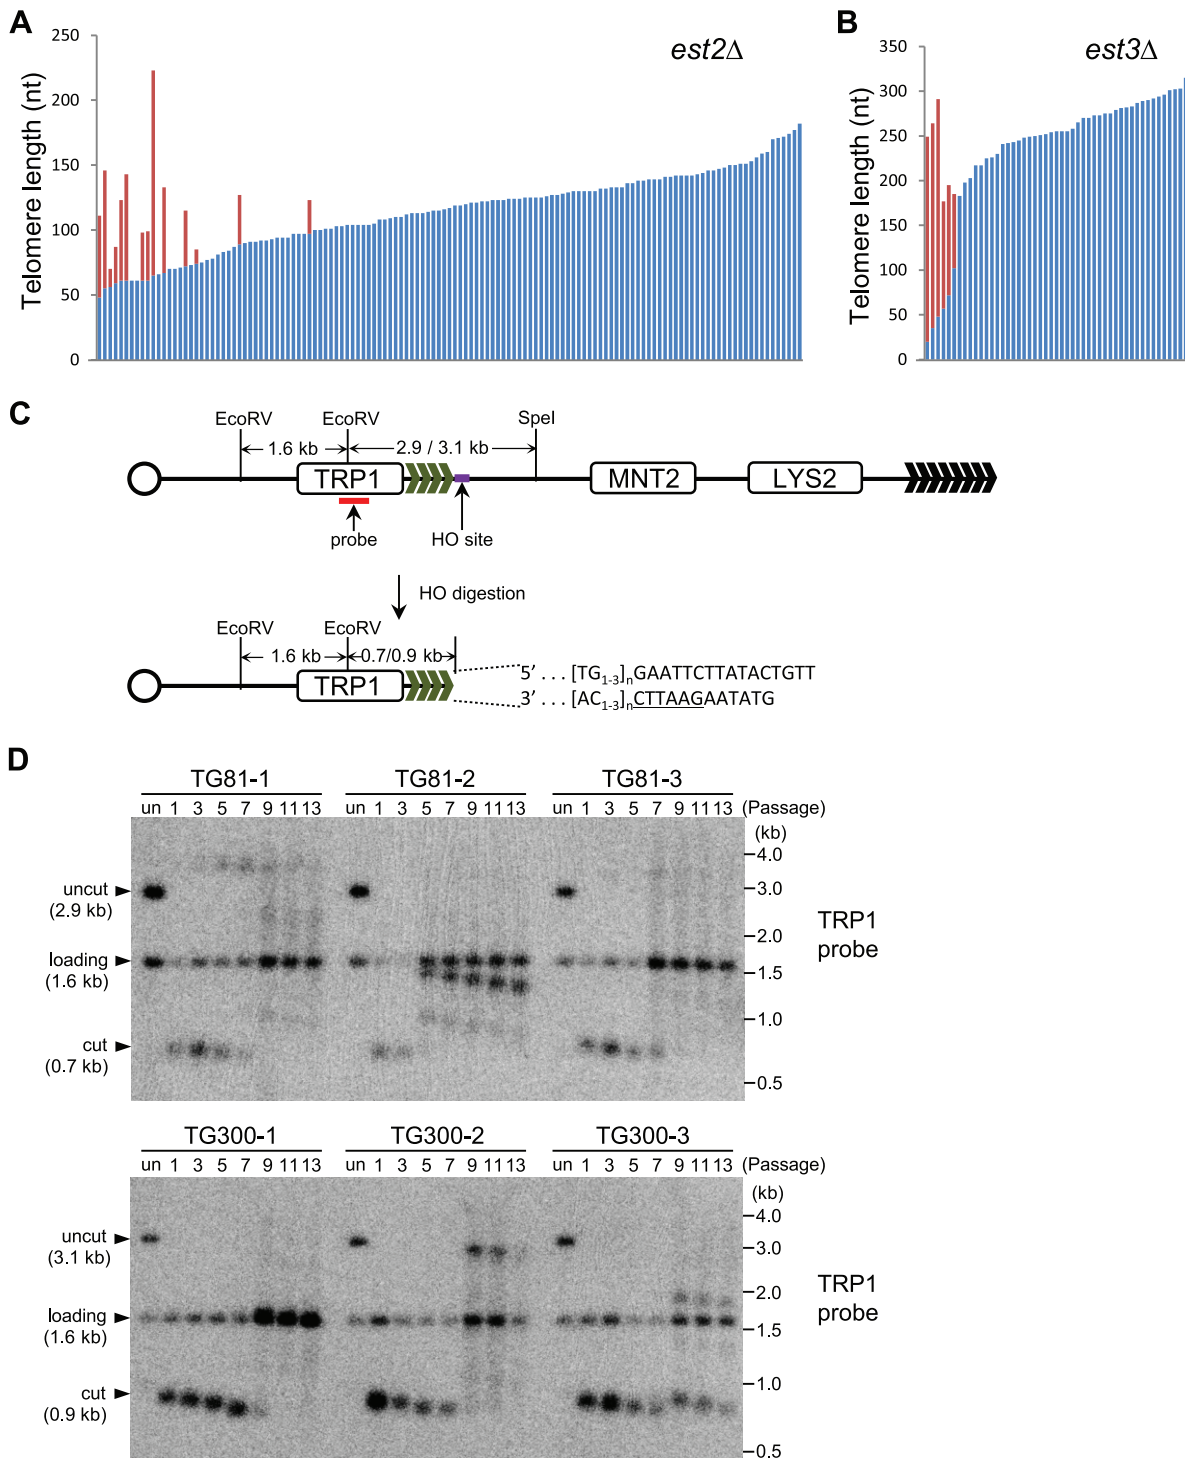 A
B
est2Δ
est3Δ
Telomere length (nt)
250
200
150
100
50
0
Telomere length (nt)
350
300
250
200
150
100
50
0
C
EcoRV
EcoRV
SpeI
1.6 kb
2.9 / 3.1 kb
TRP1
MNT2
LYS2
probe
HO site
HO digestion
EcoRV
EcoRV
1.6 kb
0.7/0.9 kb
TRP1
5' . . . [TG1-3]nGAATTCTTATACTGTT
3' . . . [AC1-3]nCTTAAGAATATG
D
TG81-1 TG81-2 TG81-3
un 1 3 5 7 9 11 13 un 1 3 5 7 9 11 13 un 1 3 5 7 9 11 13 (Passage)
(kb)
4.0
uncut
(2.9 kb)
3.0
2.0
loading
(1.6 kb)
1.5
1.0
cut
(0.7 kb)
0.5
TRP1
probe
TG300-1 TG300-2 TG300-3
un 1 3 5 7 9 11 13 un 1 3 5 7 9 11 13 un 1 3 5 7 9 11 13 (Passage)
(kb)
4.0
uncut
(3.1 kb)
3.0
2.0
loading
(1.6 kb)
1.5
1.0
cut
(0.9 kb)
0.5
TRP1
probe